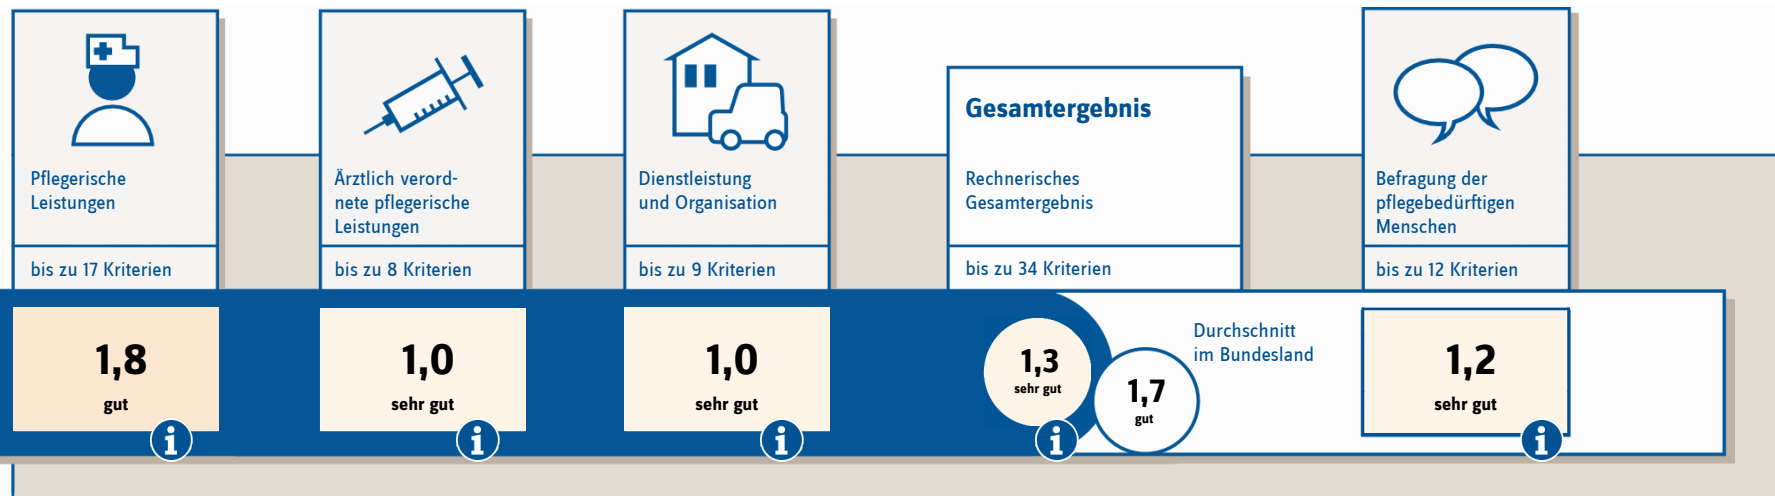 Pflegerische
Leistungen
bis zu 17 Kriterien
1,8
gut
Ärztlich verord-
nete pflegerische
Leistungen
bis zu 8 Kriterien
1,0
sehr gut
Dienstleistung
und Organisation
bis zu 9 Kriterien
1,0
sehr gut
Gesamtergebnis
Rechnerisches
Gesamtergebnis
bis zu 34 Kriterien
1,3
sehr gut
1,7
gut
Durchschnitt
im Bundesland
Befragung der
pflegebedürftigen
Menschen
bis zu 12 Kriterien
1,2
sehr gut